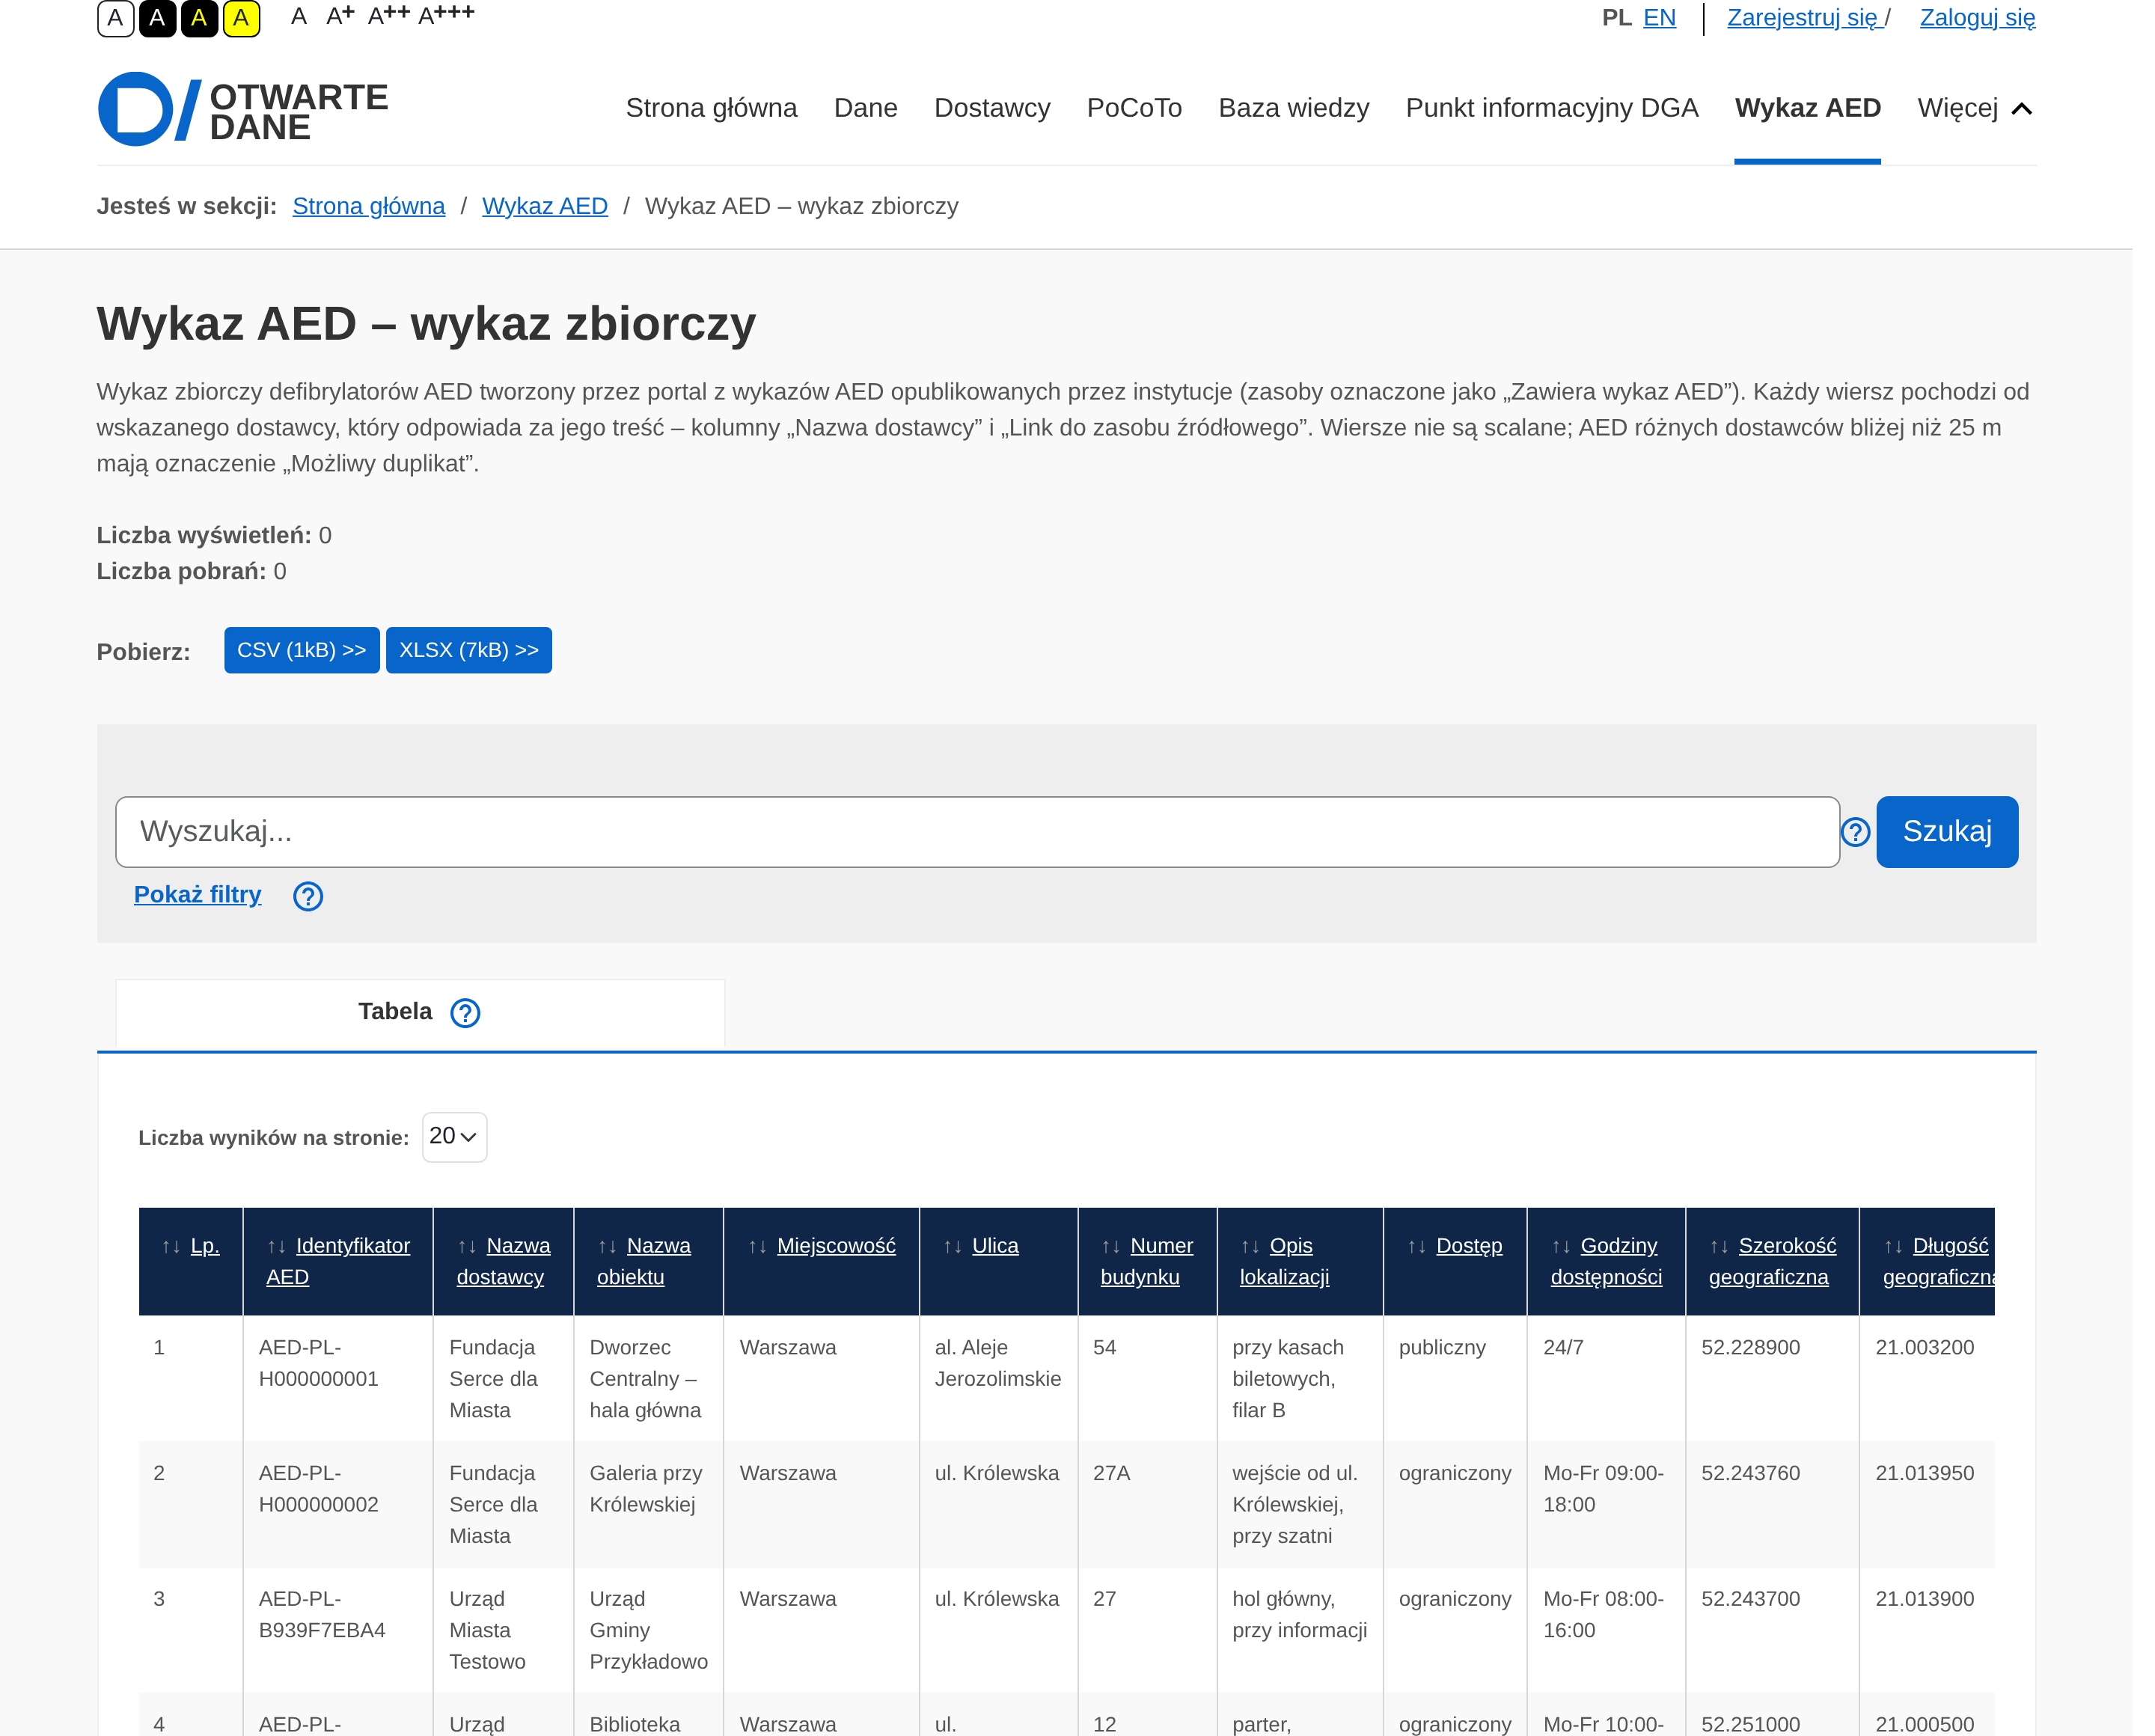 A A A A A A+ A++ A+++ PL EN Zarejestruj się / Zaloguj się
OTWARTE
DANE
Strona główna Dane Dostawcy PoCoTo Baza wiedzy Punkt informacyjny DGA Wykaz AED Więcej
Jesteś w sekcji: Strona główna / Wykaz AED / Wykaz AED – wykaz zbiorczy
Wykaz AED – wykaz zbiorczy
Wykaz zbiorczy defibrylatorów AED tworzony przez portal z wykazów AED opublikowanych przez instytucje (zasoby oznaczone jako „Zawiera wykaz AED”). Każdy wiersz pochodzi od
wskazanego dostawcy, który odpowiada za jego treść – kolumny „Nazwa dostawcy” i „Link do zasobu źródłowego”. Wiersze nie są scalane; AED różnych dostawców bliżej niż 25 m
mają oznaczenie „Możliwy duplikat”.
Liczba wyświetleń: 0
Liczba pobrań: 0
Pobierz: CSV (1kB) >> XLSX (7kB) >>
Wyszukaj... ? Szukaj
Pokaż filtry ?
Tabela ?
Liczba wyników na stronie: 20
↑↓ Lp. ↑↓ Identyfikator ↑↓ Nazwa ↑↓ Nazwa ↑↓ Miejscowość ↑↓ Ulica ↑↓ Numer ↑↓ Opis ↑↓ Dostęp ↑↓ Godziny ↑↓ Szerokość ↑↓ Długość
AED dostawcy obiektu budynku lokalizacji dostępności geograficzna geograficzna
1 AED-PL- Fundacja Dworzec Warszawa al. Aleje 54 przy kasach publiczny 24/7 52.228900 21.003200
H000000001 Serce dla Centralny – Jerozolimskie biletowych,
Miasta hala główna filar B
2 AED-PL- Fundacja Galeria przy Warszawa ul. Królewska 27A wejście od ul. ograniczony Mo-Fr 09:00- 52.243760 21.013950
H000000002 Serce dla Królewskiej Królewskiej, 18:00
Miasta przy szatni
3 AED-PL- Urząd Urząd Warszawa ul. Królewska 27 hol główny, ograniczony Mo-Fr 08:00- 52.243700 21.013900
B939F7EBA4 Miasta Gminy przy informacji 16:00
Testowo Przykładowo
4 AED-PL- Urząd Biblioteka Warszawa ul. 12 parter, ograniczony Mo-Fr 10:00- 52.251000 21.000500